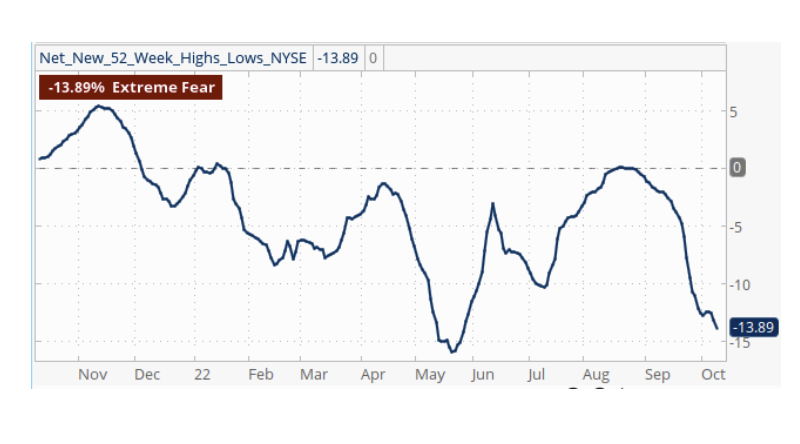 Net_New_52_Week_Highs_Lows_NYSE -13.89 0
-13.89% Extreme Fear
5
0
-5
-10
-13.89
-15
Nov Dec 22 Feb Mar Apr May Jun Jul Aug Sep Oct